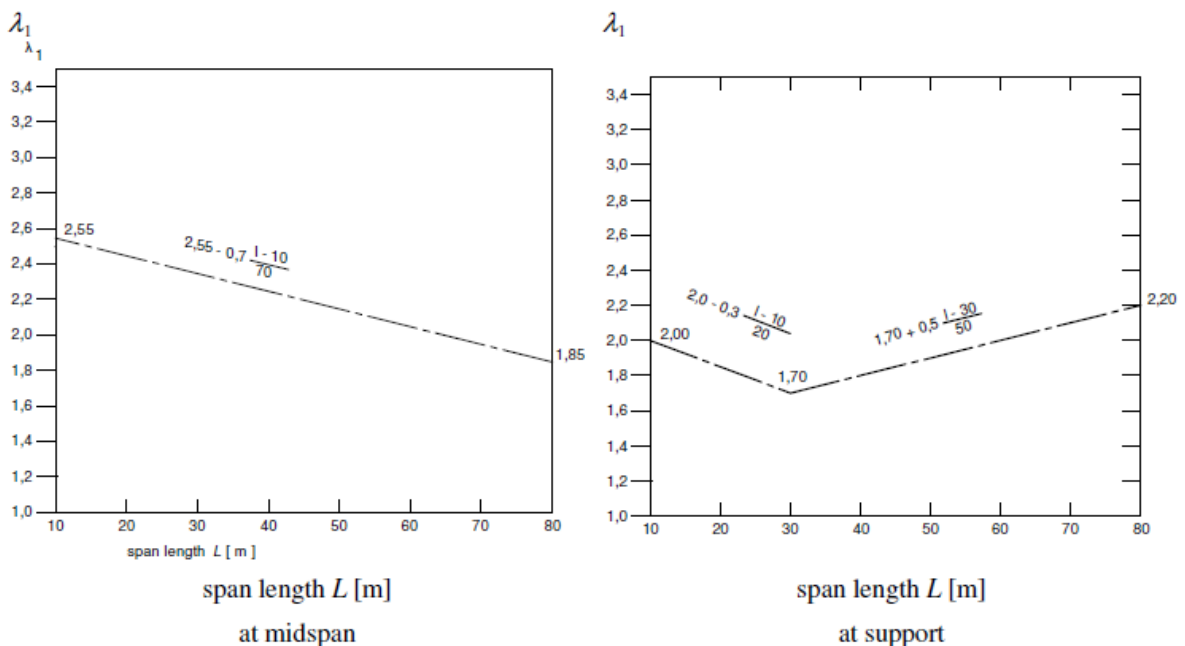 λ1
λ1
3,4
3,2
3,0
2,8
2,6
2,4
2,2
2,0
1,8
1,6
1,4
1,2
1,0
2,55
2,55 - 0,7 l - 10
70
1,85
10 20 30 40 50 60 70 80
span length L [ m ]
span length L [m]
at midspan
λ1
3,4
3,2
3,0
2,8
2,6
2,4
2,2
2,0
1,8
1,6
1,4
1,2
1,0
2,00
2,0 - 0,3 l - 10
20
1,70
1,70 + 0,5 l - 30
50
2,20
10 20 30 40 50 60 70 80
span length L [m]
at support